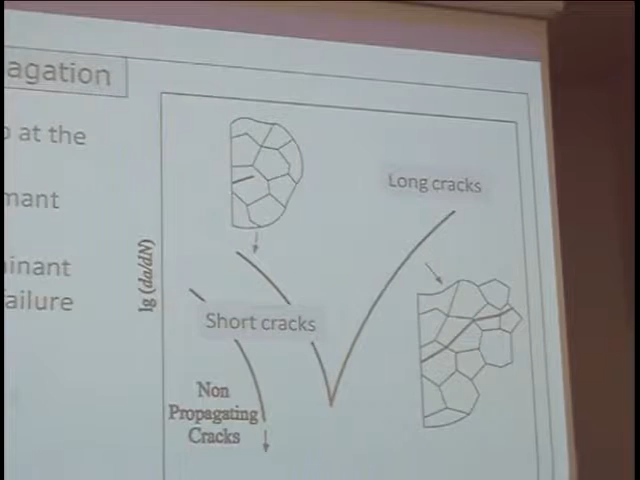 agation
at the
mant
inant
ailure
lg (da/dN)
Long cracks
Short cracks
Non
Propagating
Cracks